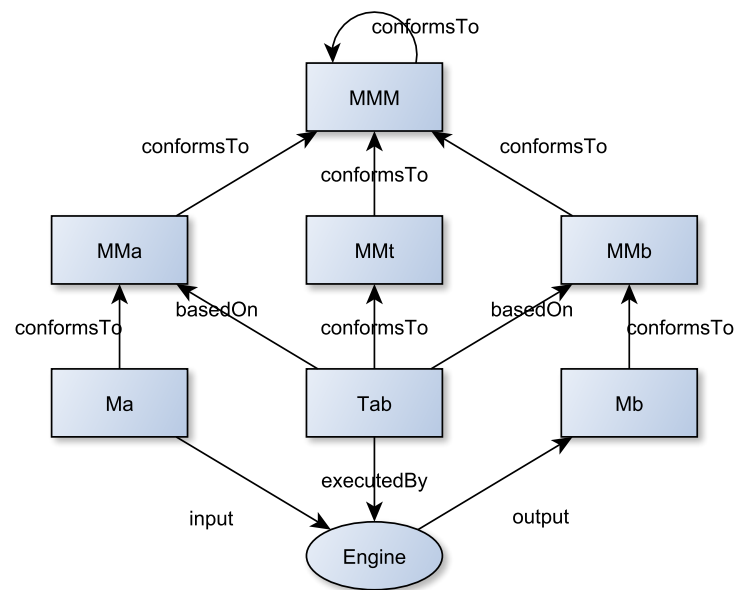 conformsTo
MMM
conformsTo
conformsTo
conformsTo
MMa
MMt
MMb
basedOn
basedOn
conformsTo
conformsTo
conformsTo
Ma
Tab
Mb
executedBy
input
output
Engine